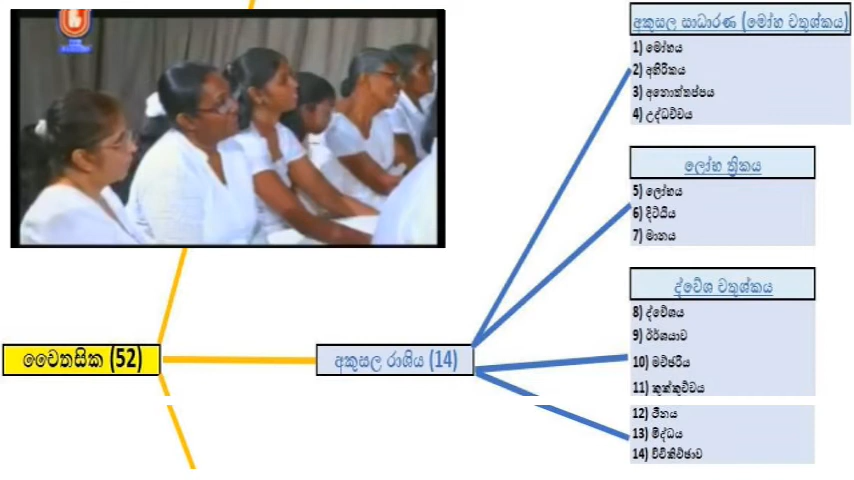 අකුසල සාධාරණ (මෝහ චතුශ්කය)
1) මෝහය
2) අහිරිකය
3) අනොත්තප්පය
4) උද්ධච්චය
ලෝභ ත්‍රිකය
5) ලෝභය
6) දිට්ඨිය
7) මානය
ද්වේශ චතුශ්කය
8) ද්වේශය
9) ඊර්ශයාව
10) මච්ඡරිය
11) කුක්කුච්චය
12) ථීනය
13) මිද්ධය
14) විචිකිච්ඡාව
චෛතසික (52)
අකුසල රාශිය (14)